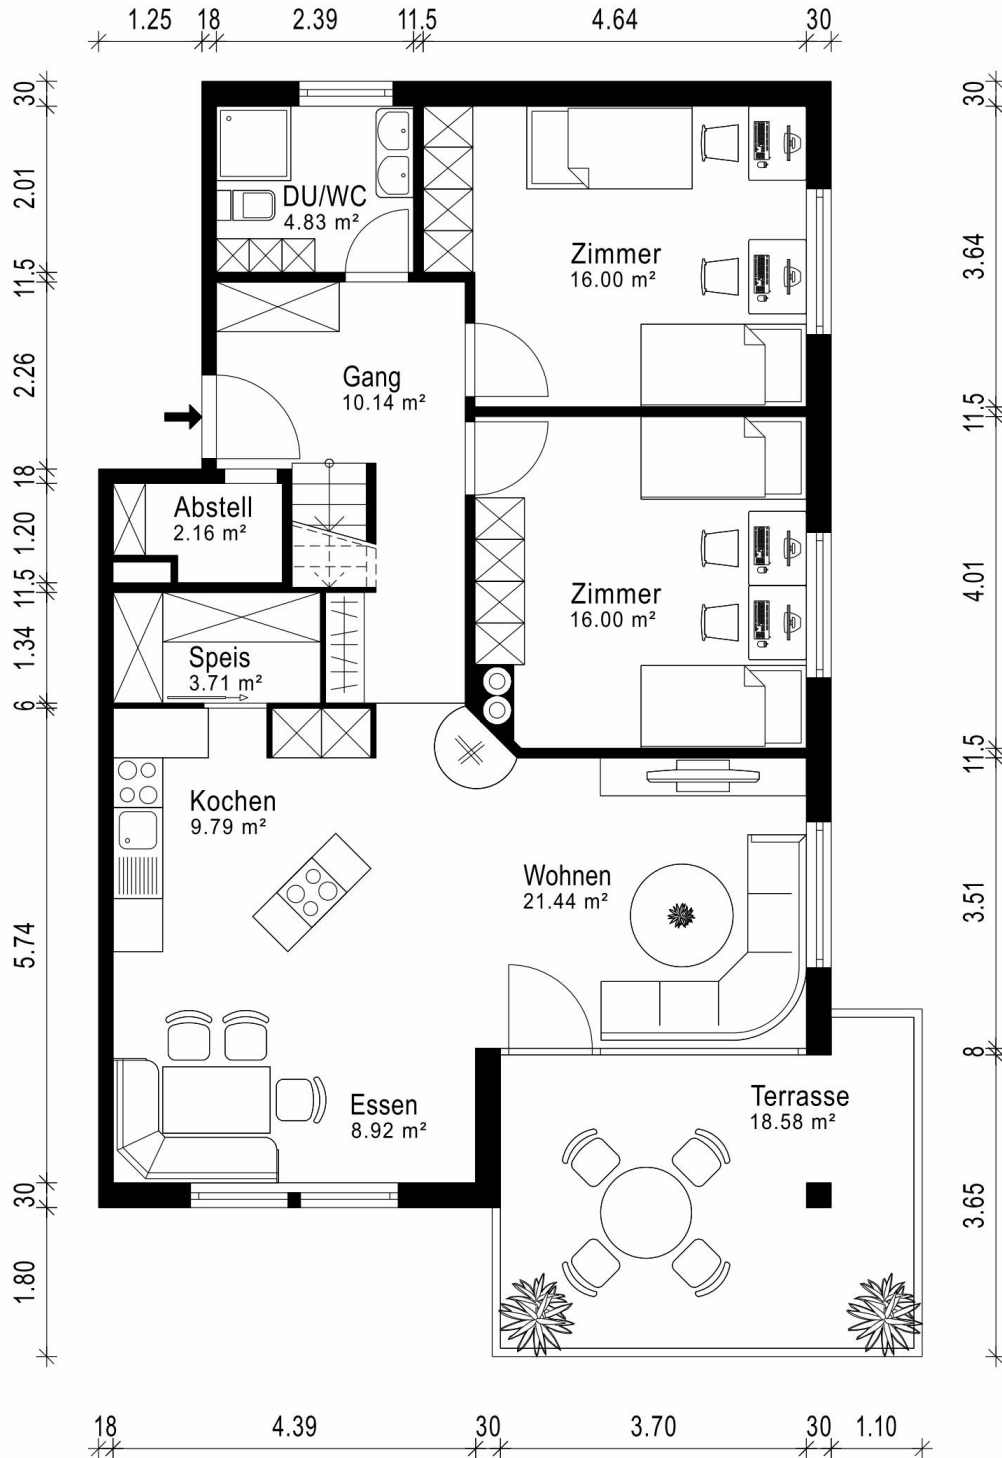 1.25 18 2.39 11.5 4.64 30
30
2.01
11.5
2.26
18
1.20
11.5
1.34
6
5.74
30
1.80
DU/WC
4.83 m²
Zimmer
16.00 m²
Gang
10.14 m²
Abstell
2.16 m²
Zimmer
16.00 m²
Speis
3.71 m²
Kochen
9.79 m²
Wohnen
21.44 m²
Essen
8.92 m²
Terrasse
18.58 m²
30
3.64
11.5
4.01
11.5
3.51
8
3.65
18 4.39 30 3.70 30 1.10